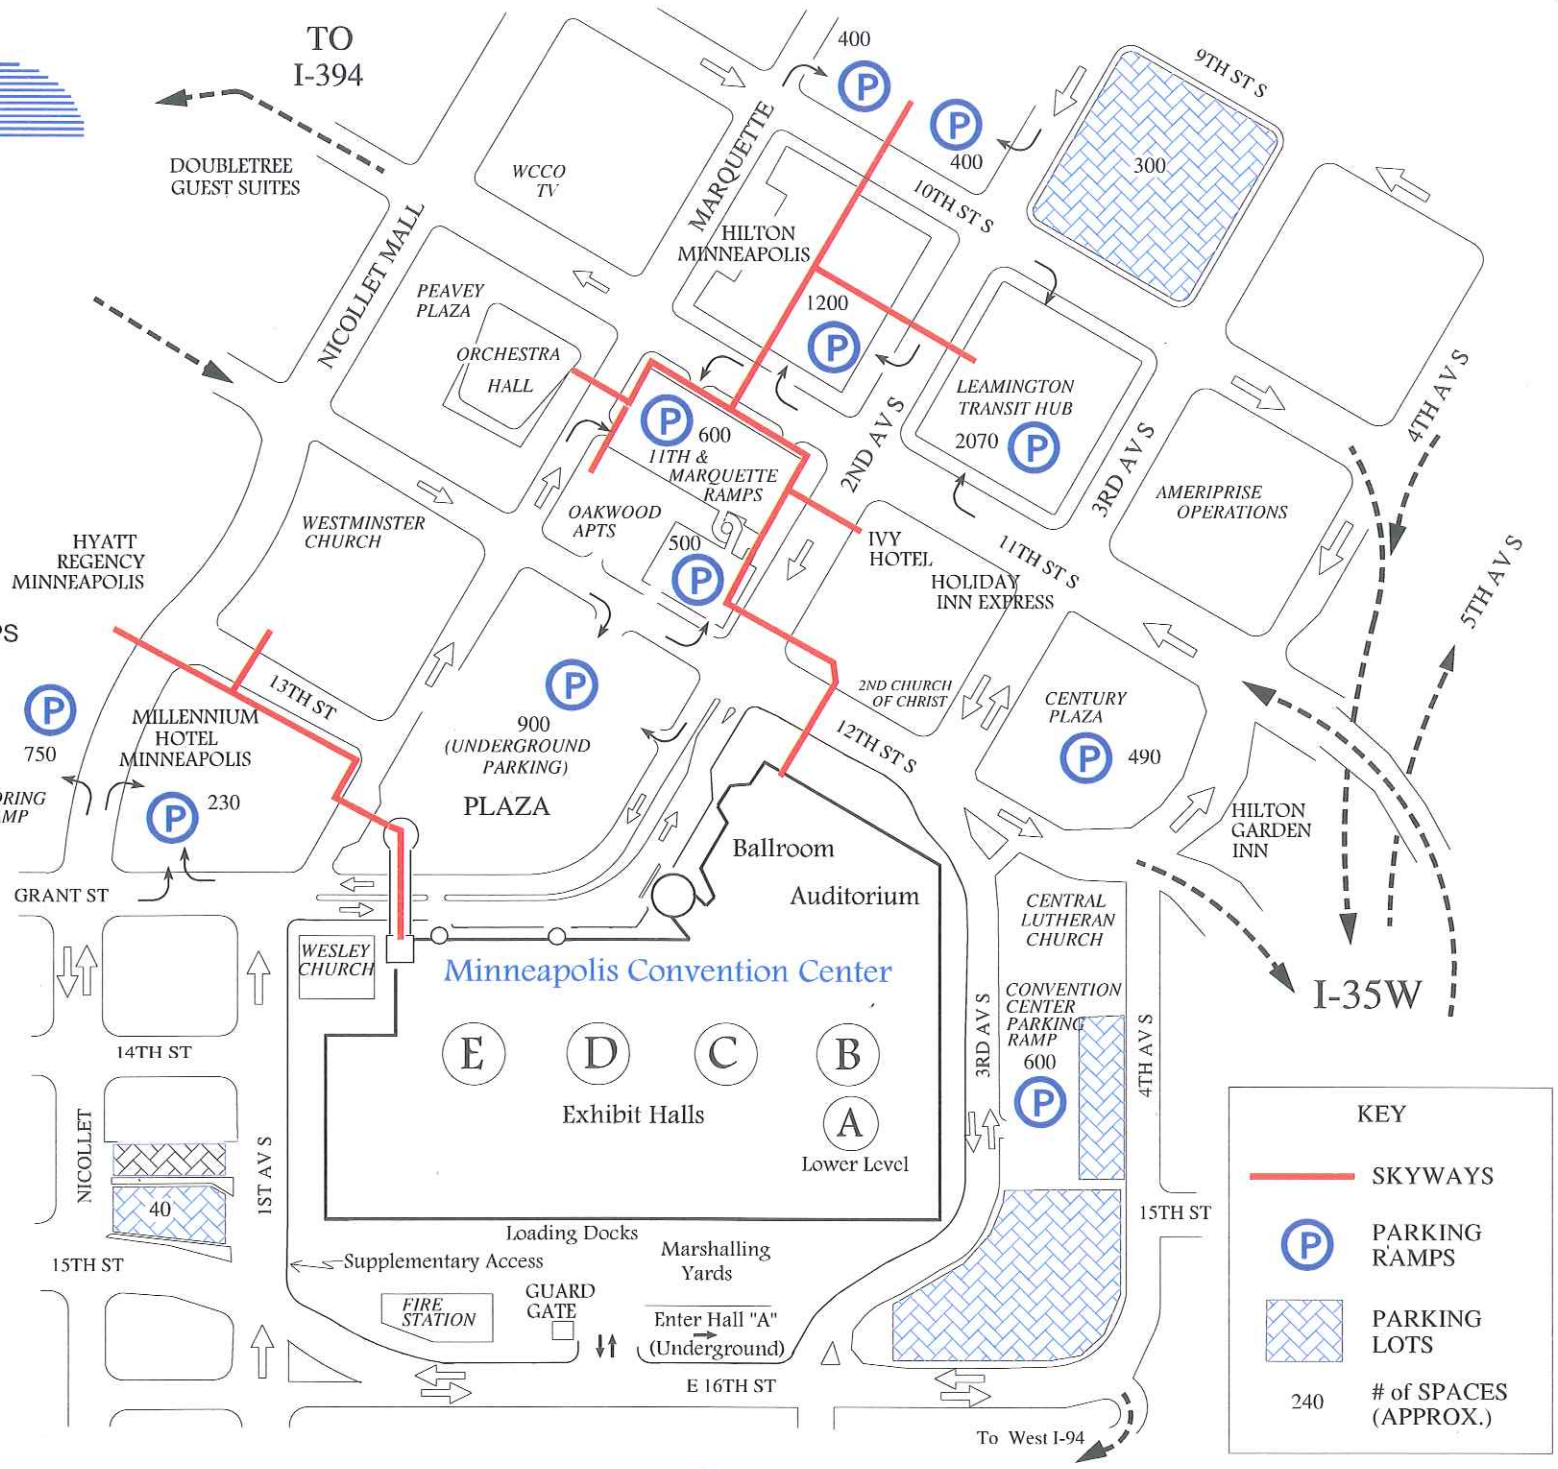 TO
I-394
400
P
P
400
9TH ST S
300
DOUBLETREE
GUEST SUITES
WCCO
TV
MARQUETTE
10TH ST S
HILTON
MINNEAPOLIS
NICOLLET MALL
PEAVEY
PLAZA
1200
P
ORCHESTRA
HALL
LEAMINGTON
TRANSIT HUB
2070
P
4TH AV S
P
600
11TH &
MARQUETTE
RAMPS
2ND AV S
3RD AV S
AMERIPRISE
OPERATIONS
WESTMINSTER
CHURCH
OAKWOOD
APTS
500
P
IVY
HOTEL
11TH ST S
HOLIDAY
INN EXPRESS
5TH AV S
HYATT
REGENCY
MINNEAPOLIS
PS
13TH ST
P
750
MILLENNIUM
HOTEL
MINNEAPOLIS
P
230
ORING
AMP
P
900
(UNDERGROUND
PARKING)
PLAZA
2ND CHURCH
OF CHRIST
12TH ST S
CENTURY
PLAZA
P
490
HILTON
GARDEN
INN
Ballroom
Auditorium
GRANT ST
WESLEY
CHURCH
Minneapolis Convention Center
CENTRAL
LUTHERAN
CHURCH
I-35W
CONVENTION
CENTER
PARKING
RAMP
600
P
3RD AV S
4TH AV S
14TH ST
E
D
C
B
A
Exhibit Halls
Lower Level
NICOLLET
1ST AV S
40
15TH ST
15TH ST
Loading Docks
Supplementary Access
Marshalling
Yards
FIRE
STATION
GUARD
GATE
Enter Hall "A"
(Underground)
E 16TH ST
To West I-94
KEY
SKYWAYS
P
PARKING
RAMPS
PARKING
LOTS
240
# of SPACES
(APPROX.)